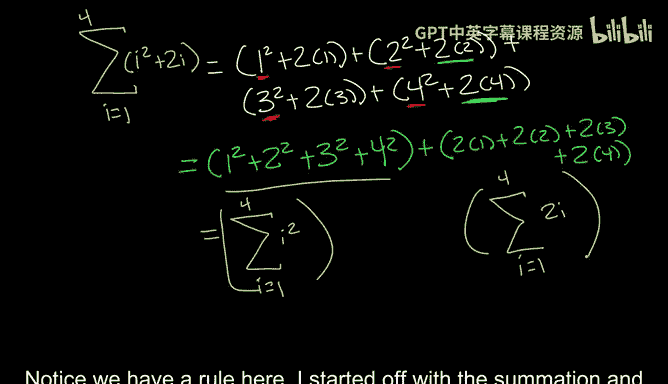 GPT中英字幕课程资源 bilibili
4
∑ (i²+2i) = (1²+2(1)) + (2²+2(2)) +
i=1
(3²+2(3)) + (4²+2(4))
= (1²+2²+3²+4²) + (2(1)+2(2)+2(3)
+2(4))
4 4
= ( ∑ i² ) ( ∑ 2i )
i=1 i=1
Notice we have a rule here. I started off with the summation and